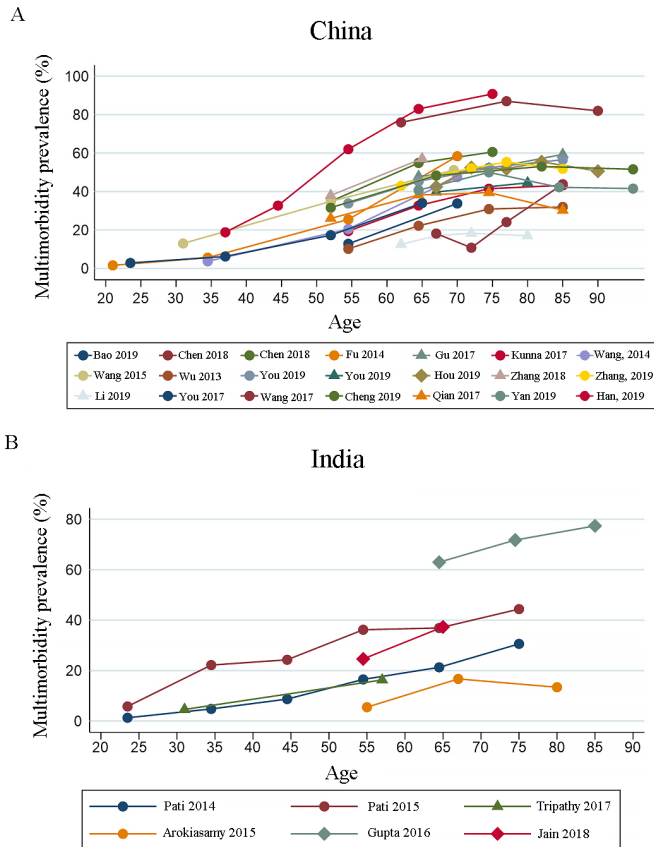 A
China
Multimorbidity prevalence (%)
100
80
60
40
20
0
20 15 30 35 40 45 50 55 60 65 70 75 80 85 90
Age
Bao 2019 Chen 2018 Chen 2018 Fu 2014 Gu 2017 Kunna 2017 Wang, 2014
Wang 2015 Wu 2013 You 2019 You 2019 Hou 2019 Zhang 2018 Zhang, 2019
Li 2019 You 2017 Wang 2017 Cheng 2019 Qian 2017 Yan 2019 Han, 2019
B
India
Multimorbidity prevalence (%)
80
60
40
20
0
20 25 30 35 40 45 50 55 60 65 70 75 80 85 90
Age
Pati 2014 Pati 2015 Tripathy 2017
Arokiasamy 2015 Gupta 2016 Jain 2018